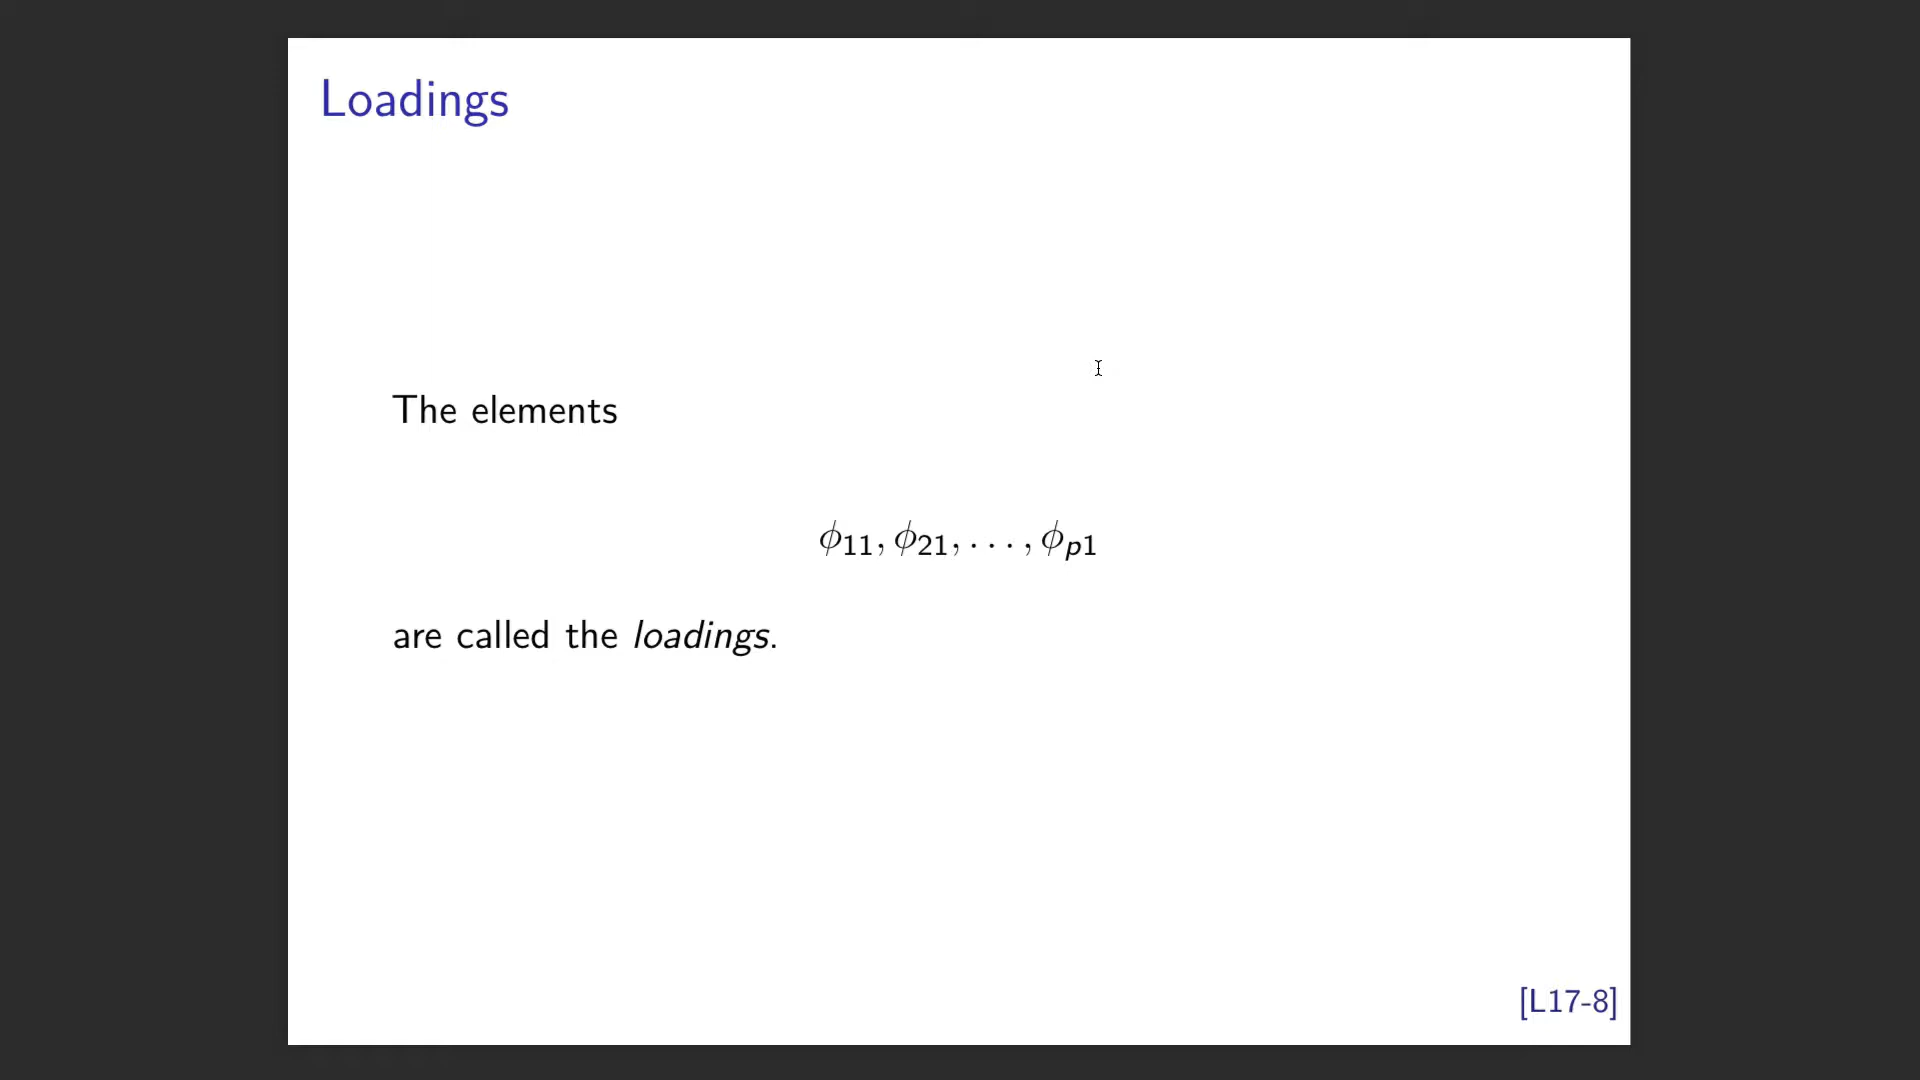 Loadings
The elements
ϕ₁₁, ϕ₂₁, . . . , ϕₚ₁
are called the loadings.
[L17-8]